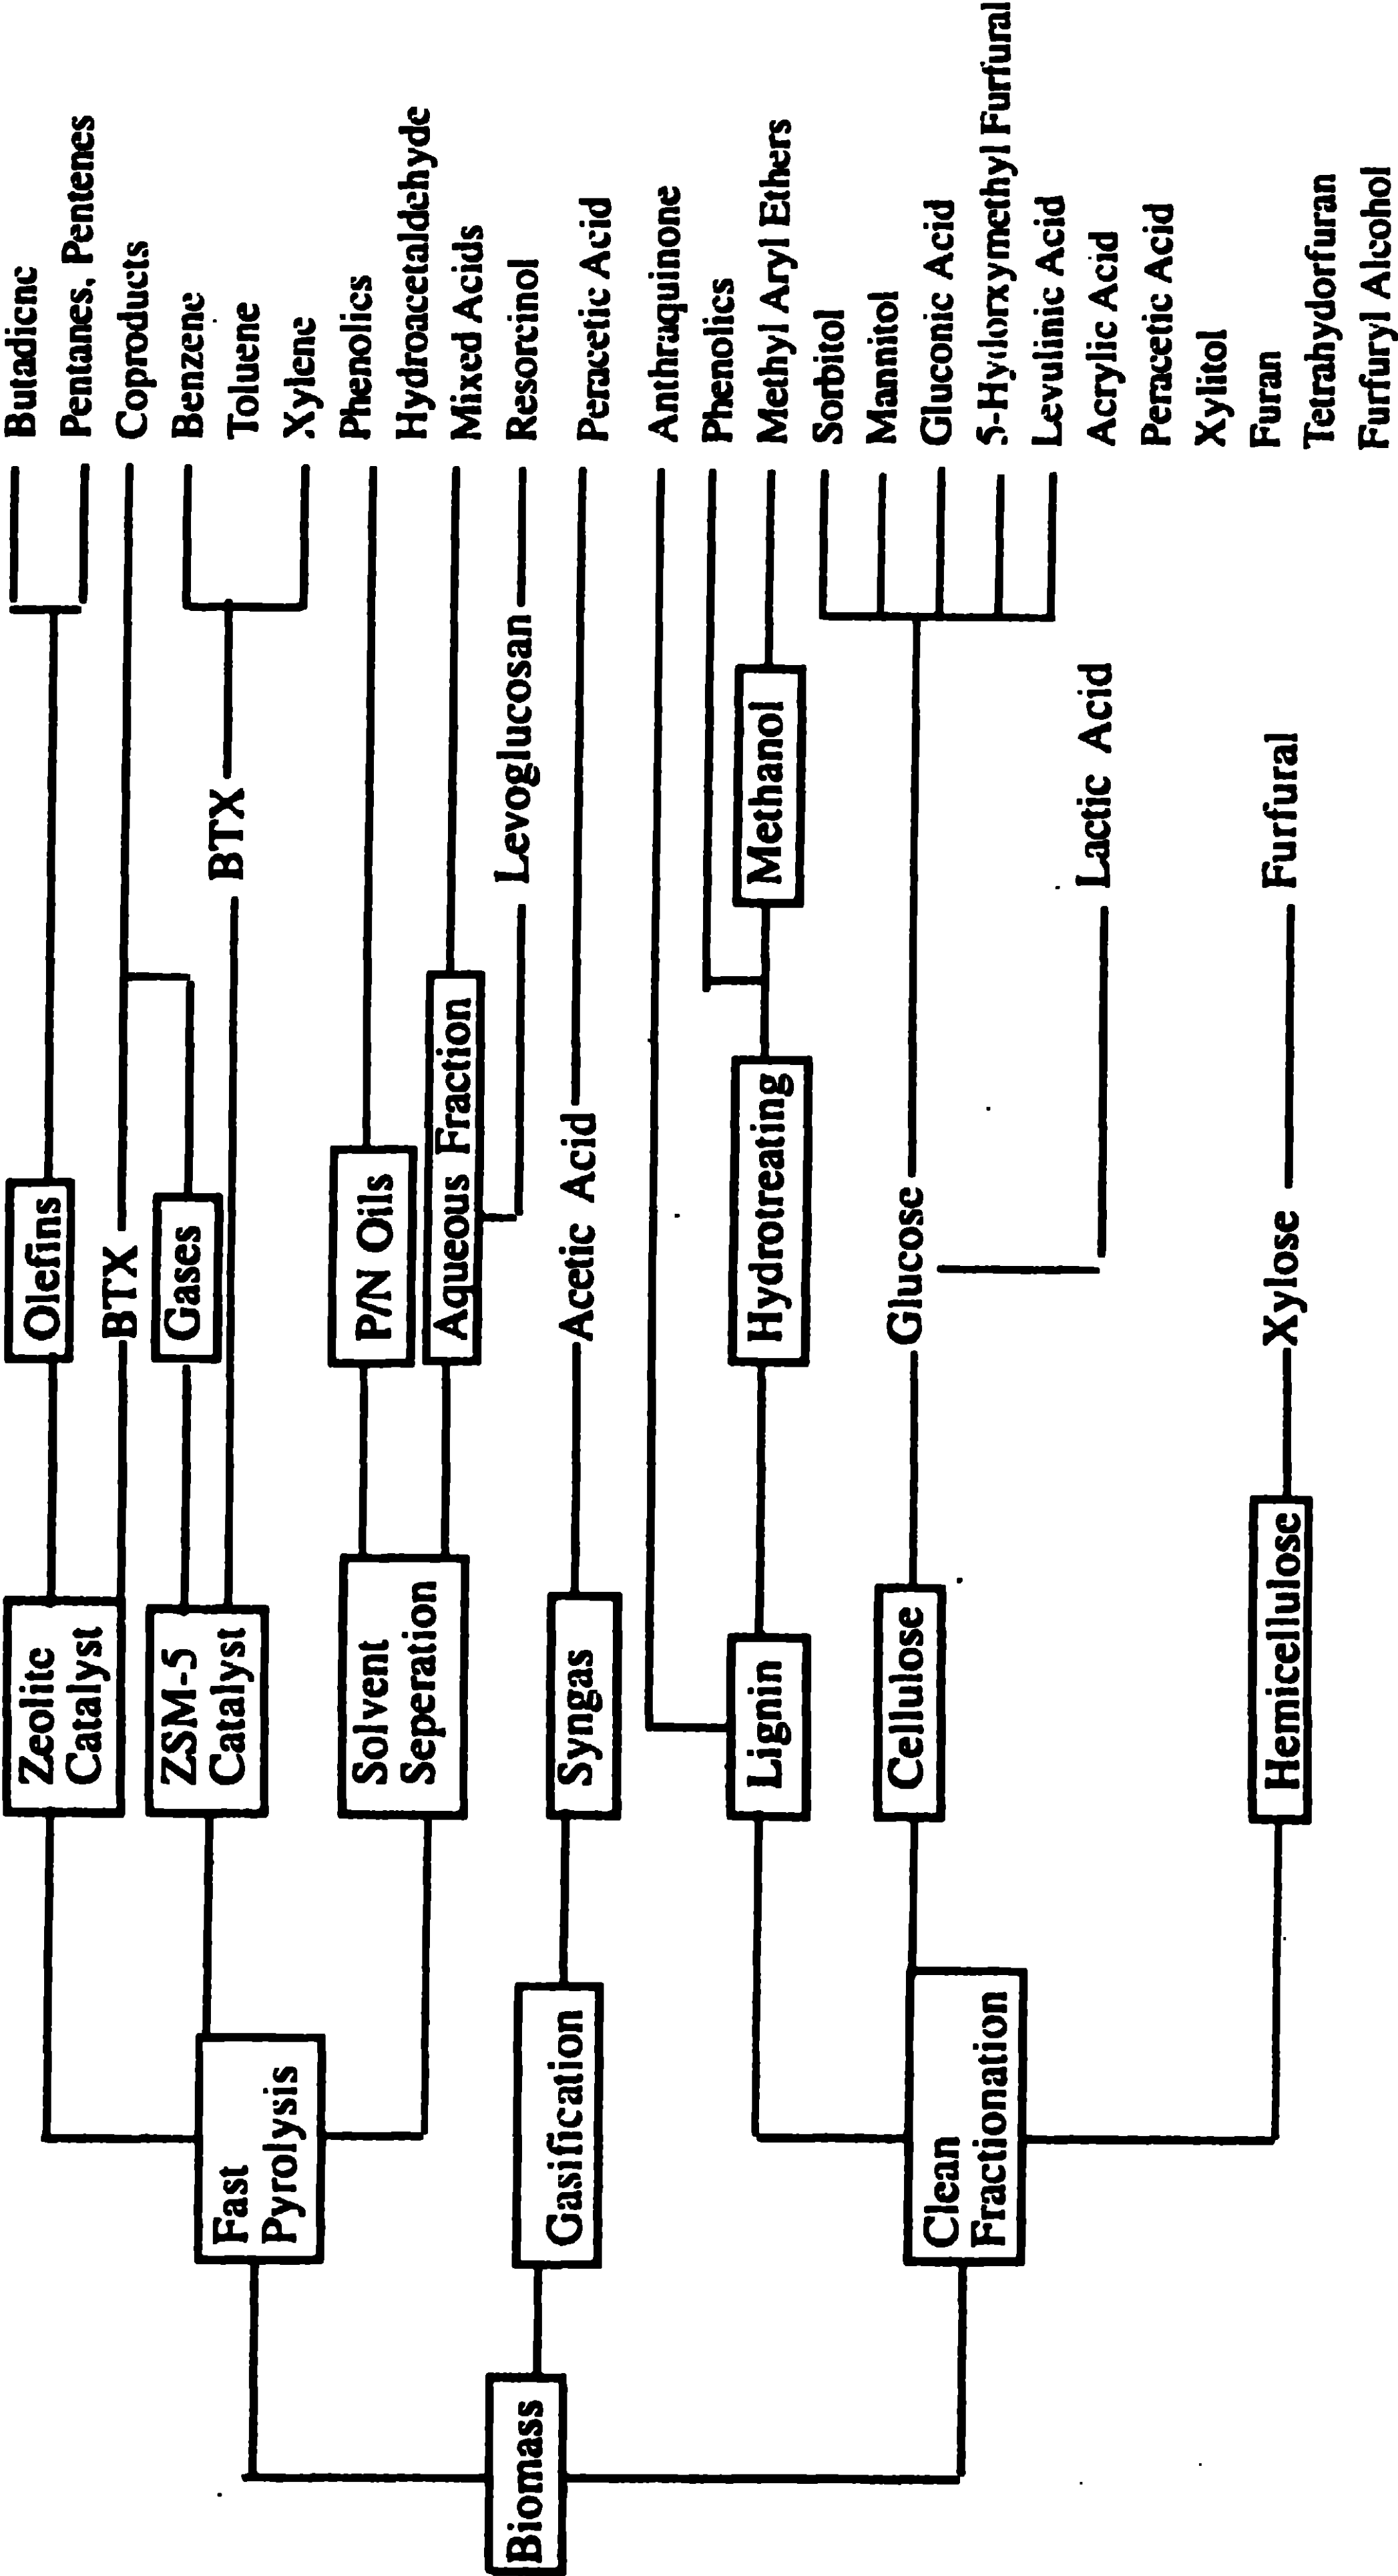 Biomass
Fast
Pyrolysis
Gasification
Clean
Fractionation
Zeolite
Catalyst
ZSM-5
Catalyst
Solvent
Seperation
Syngas
Lignin
Cellulose
Hemicellulose
Olefins
BTX
Gases
P/N Oils
Aqueous Fraction
Acetic Acid
Hydrotreating
Glucose
Xylose
BTX
Levoglucosan
Methanol
Lactic Acid
Furfural
Butadiene
Pentanes, Pentenes
Coproducts
Benzene
Toluene
Xylene
Phenolics
Hydroacetaldehyde
Mixed Acids
Resorcinol
Peracetic Acid
Anthraquinone
Phenolics
Methyl Aryl Ethers
Sorbitol
Mannitol
Gluconic Acid
5-Hydorxymethyl Furfural
Levulinic Acid
Acrylic Acid
Peracetic Acid
Xylitol
Furan
Tetrahydorfuran
Furfuryl Alcohol